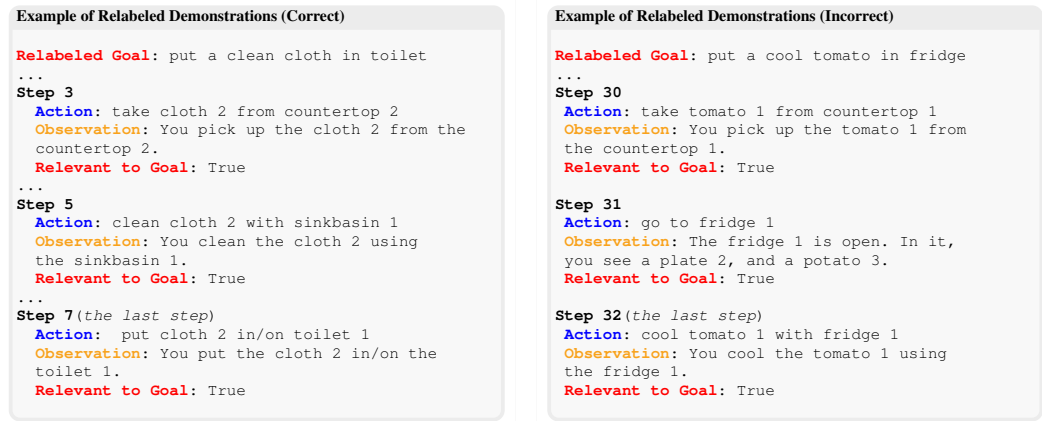 Example of Relabeled Demonstrations (Correct)
Relabeled Goal: put a clean cloth in toilet
...
Step 3
Action: take cloth 2 from countertop 2
Observation: You pick up the cloth 2 from the
countertop 2.
Relevant to Goal: True
...
Step 5
Action: clean cloth 2 with sinkbasin 1
Observation: You clean the cloth 2 using
the sinkbasin 1.
Relevant to Goal: True
...
Step 7(the last step)
Action: put cloth 2 in/on toilet 1
Observation: You put the cloth 2 in/on the
toilet 1.
Relevant to Goal: True
Example of Relabeled Demonstrations (Incorrect)
Relabeled Goal: put a cool tomato in fridge
...
Step 30
Action: take tomato 1 from countertop 1
Observation: You pick up the tomato 1 from
the countertop 1.
Relevant to Goal: True
Step 31
Action: go to fridge 1
Observation: The fridge 1 is open. In it,
you see a plate 2, and a potato 3.
Relevant to Goal: True
Step 32(the last step)
Action: cool tomato 1 with fridge 1
Observation: You cool the tomato 1 using
the fridge 1.
Relevant to Goal: True